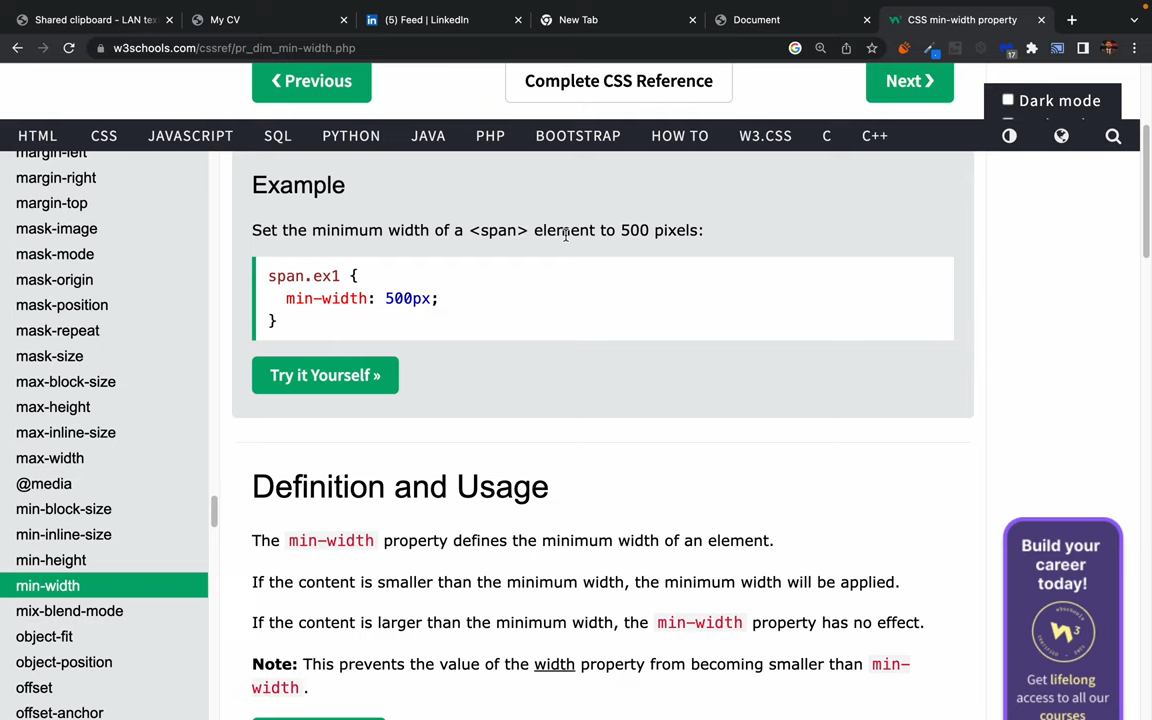 Shared clipboard - LAN tex
My CV
(5) Feed | LinkedIn
New Tab
Document
CSS min-width property
w3schools.com/cssref/pr_dim_min-width.php
17
❮ Previous
Complete CSS Reference
Next ❯
Dark mode
HTML CSS JAVASCRIPT SQL PYTHON JAVA PHP BOOTSTRAP HOW TO W3.CSS C C++
margin-left
margin-right
margin-top
mask-image
mask-mode
mask-origin
mask-position
mask-repeat
mask-size
max-block-size
max-height
max-inline-size
max-width
@media
min-block-size
min-inline-size
min-height
min-width
mix-blend-mode
object-fit
object-position
offset
offset-anchor
Example
Set the minimum width of a <span> element to 500 pixels:
span.ex1 {
min-width: 500px;
}
Try it Yourself »
Definition and Usage
The min-width property defines the minimum width of an element.
If the content is smaller than the minimum width, the minimum width will be applied.
If the content is larger than the minimum width, the min-width property has no effect.
Note: This prevents the value of the width property from becoming smaller than min-
width.
Build your
career
today!
Get lifelong
access to all our
courses